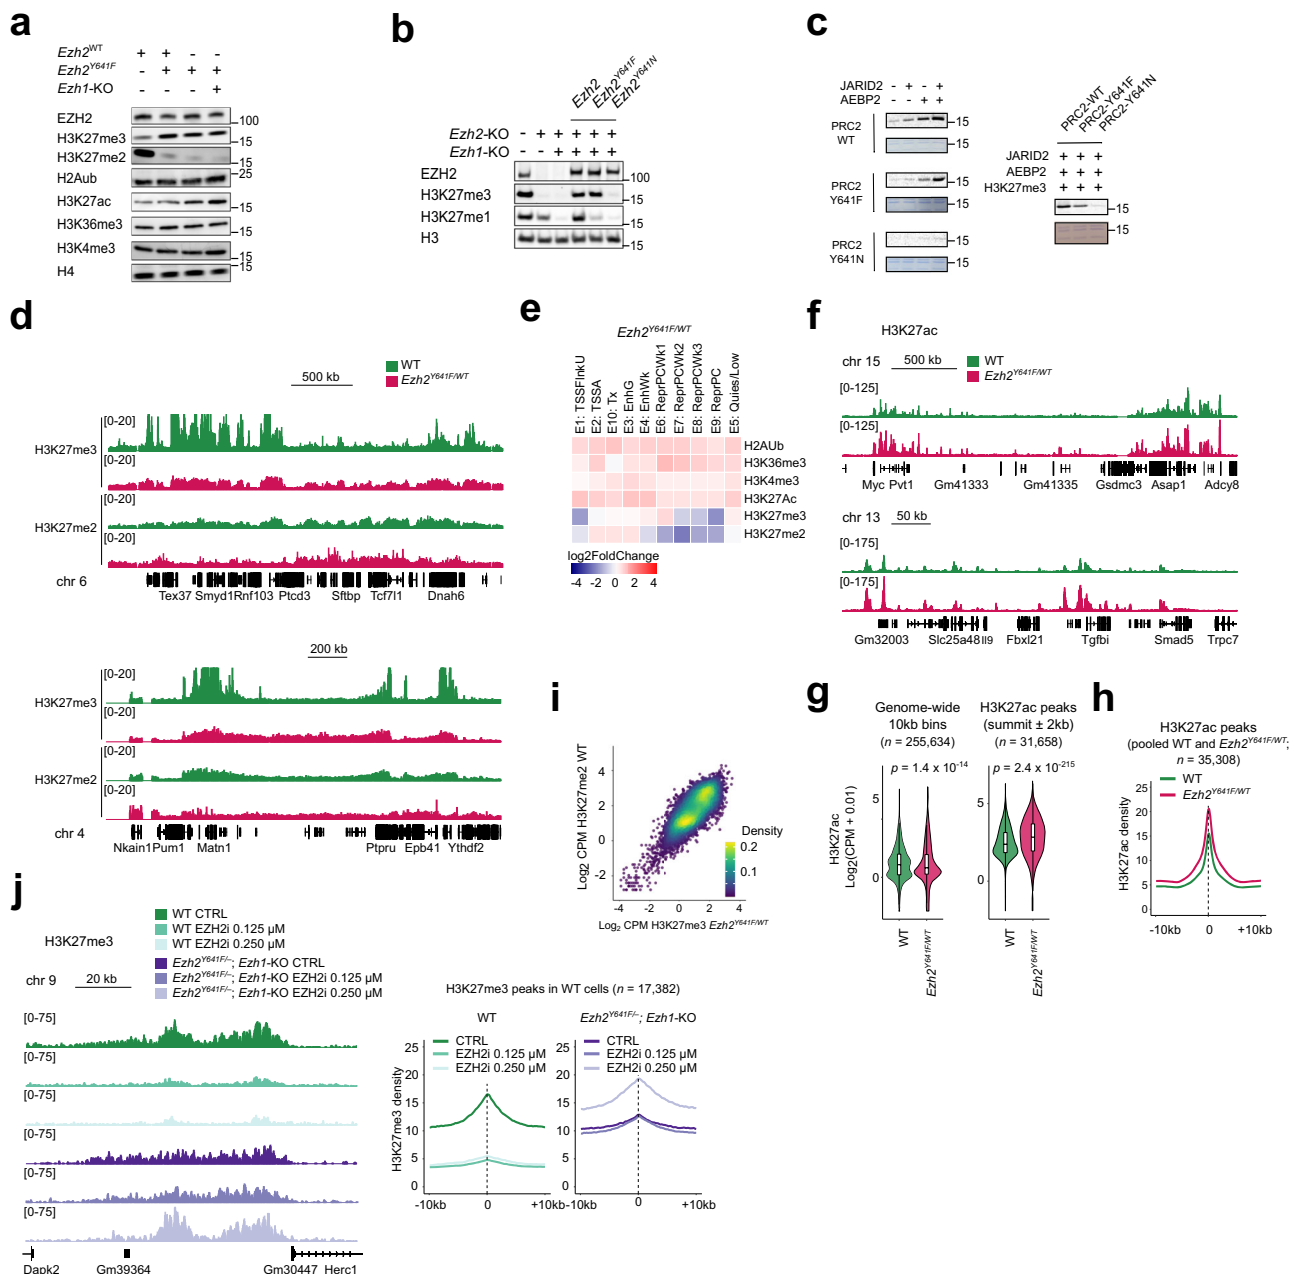 a
Ezh2WT + + - -
Ezh2Y641F - + + +
Ezh1-KO - - - +
EZH2
100
H3K27me3
15
H3K27me2
15
H2Aub
25
H3K27ac
15
H3K36me3
15
H3K4me3
15
H4
b
Ezh2
Ezh2Y641F
Ezh2Y641N
Ezh2-KO - + + + + +
Ezh1-KO - - + + + +
EZH2
100
H3K27me3
15
H3K27me1
15
H3
15
c
JARID2 - + - +
AEBP2 - - + +
PRC2
WT
15
15
PRC2
Y641F
15
15
PRC2
Y641N
15
15
PRC2-WT
PRC2-Y641F
PRC2-Y641N
JARID2 + + +
AEBP2 + + +
H3K27me3 + + +
15
15
d
500 kb
WT
Ezh2Y641F/WT
[0-20]
H3K27me3
[0-20]
[0-20]
H3K27me2
[0-20]
chr 6
Tex37 Smyd1 Rnf103 Ptcd3 Sftbp Tcf7l1 Dnah6
200 kb
[0-20]
H3K27me3
[0-20]
[0-20]
H3K27me2
[0-20]
chr 4
Nkain1 Pum1 Matn1 Ptpru Epb41 Ythdf2
e
Ezh2Y641F/WT
E1: TSSFlnkU
E2: TSSA
E10: Tx
E3: EnhG
E4: EnhWk
E6: ReprPCWk1
E7: ReprPCWk2
E8: ReprPCWk3
E9: ReprPC
E5: Quies/Low
H2AUb
H3K36me3
H3K4me3
H3K27Ac
H3K27me3
H3K27me2
log2FoldChange
-4 -2 0 2 4
f
H3K27ac
chr 15
500 kb
WT
Ezh2Y641F/WT
[0-125]
[0-125]
Myc Pvt1 Gm41333 Gm41335 Gsdmc3 Asap1 Adcy8
chr 13
50 kb
[0-175]
[0-175]
Gm32003 Slc25a48 Il9 Fbxl21 Tgfbi Smad5 Trpc7
g
Genome-wide
10kb bins
(n = 255,634)
p = 1.4 x 10-14
H3K27ac peaks
(summit ± 2kb)
(n = 31,658)
p = 2.4 x 10-215
H3K27ac
Log2(CPM + 0.01)
5
0
5
0
WT
Ezh2Y641F/WT
WT
Ezh2Y641F/WT
h
H3K27ac peaks
(pooled WT and Ezh2Y641F/WT;
n = 35,308)
WT
Ezh2Y641F/WT
H3K27ac density
25
20
15
10
5
0
-10kb 0 +10kb
i
Log2 CPM H3K27me2 WT
4
2
0
-2
-4 -2 0 2 4
Log2 CPM H3K27me3 Ezh2Y641F/WT
Density
0.2
0.1
j
H3K27me3
WT CTRL
WT EZH2i 0.125 µM
WT EZH2i 0.250 µM
Ezh2Y641F/–; Ezh1-KO CTRL
Ezh2Y641F/–; Ezh1-KO EZH2i 0.125 µM
Ezh2Y641F/–; Ezh1-KO EZH2i 0.250 µM
chr 9
20 kb
[0-75]
[0-75]
[0-75]
[0-75]
[0-75]
[0-75]
Dapk2 Gm39364 Gm30447 Herc1
H3K27me3 peaks in WT cells (n = 17,382)
WT
CTRL
EZH2i 0.125 µM
EZH2i 0.250 µM
H3K27me3 density
25
20
15
10
5
0
-10kb 0 +10kb
Ezh2Y641F/–; Ezh1-KO
CTRL
EZH2i 0.125 µM
EZH2i 0.250 µM
25
20
15
10
5
0
-10kb 0 +10kb